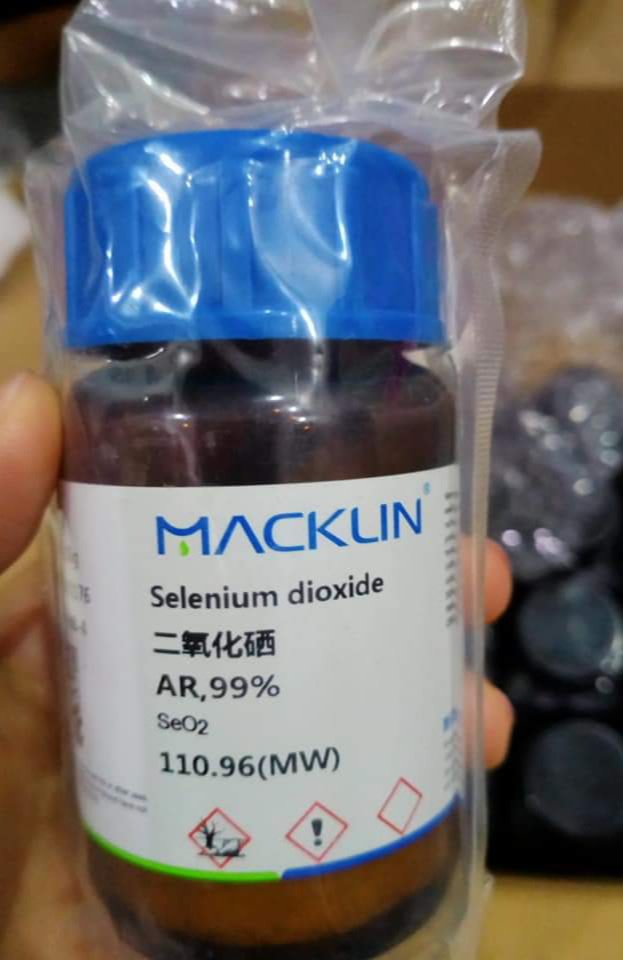 MACKLIN®
Selenium dioxide
二氧化硒
AR,99%
SeO2
110.96(MW)